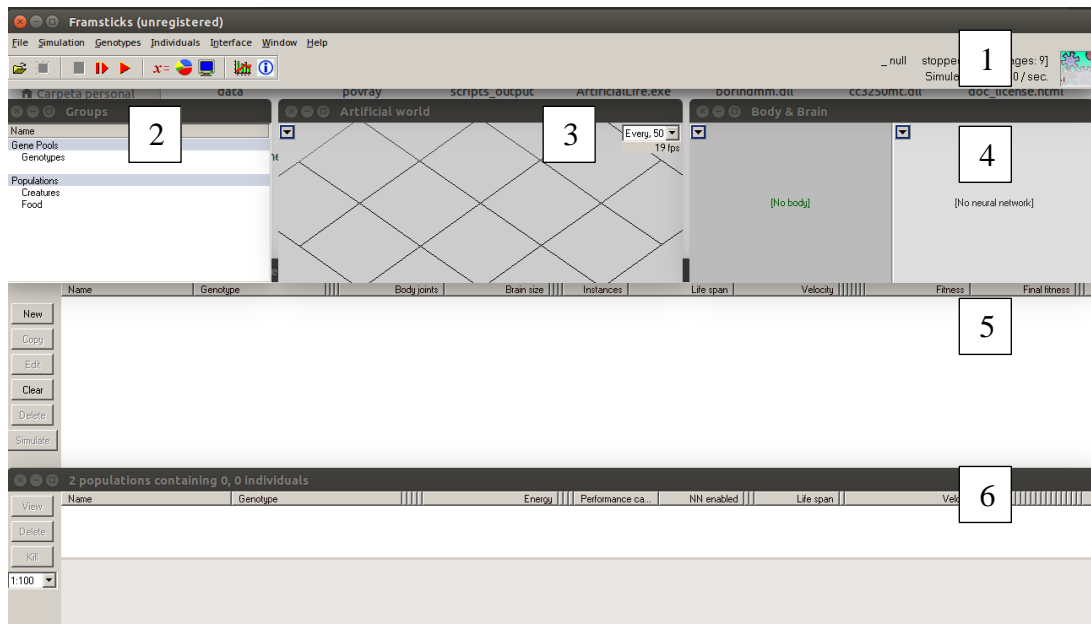 Framsticks (unregistered)
File Simulation Genotypes Individuals Interface Window Help
1
_ null stoppe ages: 9]
Simula 0 / sec.
x=
Carpeta personal data povray scripts_output ArtificialLife.exe borlndmm.dll cc3250mt.dll doc_license.html
Groups
2
Name
Gene Pools
Genotypes
Populations
Creatures
Food
Artificial world
3
Every, 50
19 fps
Body & Brain
4
[No body]
[No neural network]
Name Genotype Body joints Brain size Instances Life span Velocity Fitness Final fitness
5
New
Copy
Edit
Clear
Delete
Simulate
2 populations containing 0, 0 individuals
6
Name Genotype Energy Performance ca... NN enabled Life span Velo
View
Delete
Kill
1:100